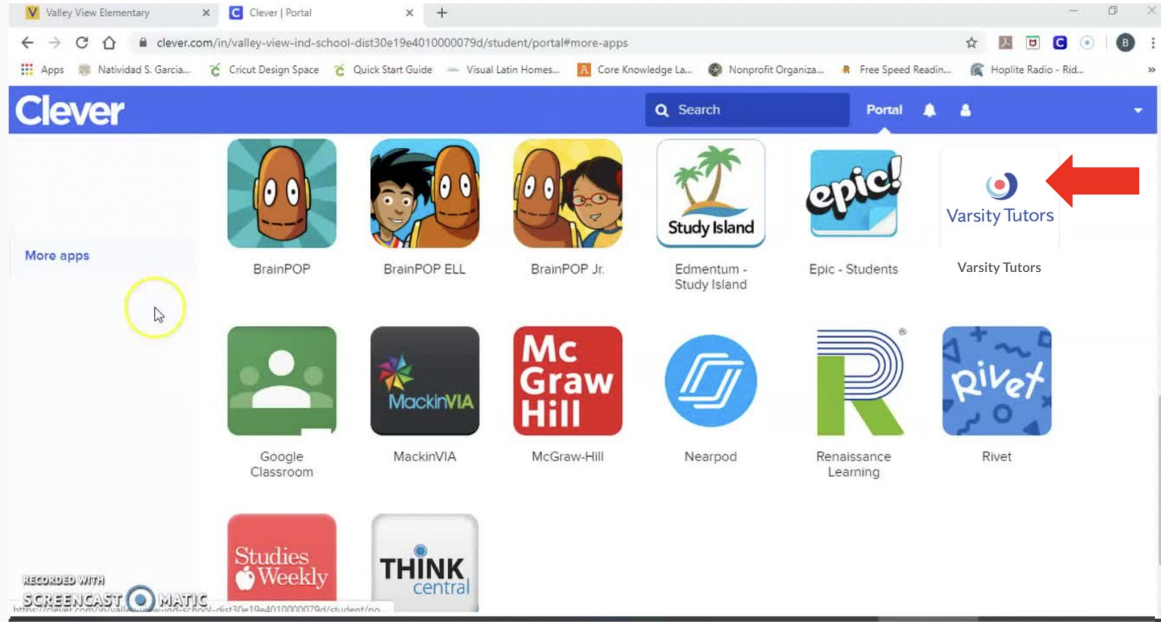 Valley View Elementary
Clever | Portal
clever.com/in/valley-view-ind-school-dist30e19e4010000079d/student/portal#more-apps
B
Apps Natividad S. Garcia... Cricut Design Space Quick Start Guide Visual Latin Homes... Core Knowledge La... Nonprofit Organiza... Free Speed Readin... Hoplite Radio - Rid... »
Clever
Search
Portal
Study Island
epic!
Varsity Tutors
More apps
BrainPOP
BrainPOP ELL
BrainPOP Jr.
Edmentum -
Study Island
Epic - Students
Varsity Tutors
MackinVIA
Mc
Graw
Hill
R
®
Rivet
Google
Classroom
MackinVIA
McGraw-Hill
Nearpod
Renaissance
Learning
Rivet
Studies
Weekly
THINK
central
RECORDED WITH
SCREENCAST MATIC